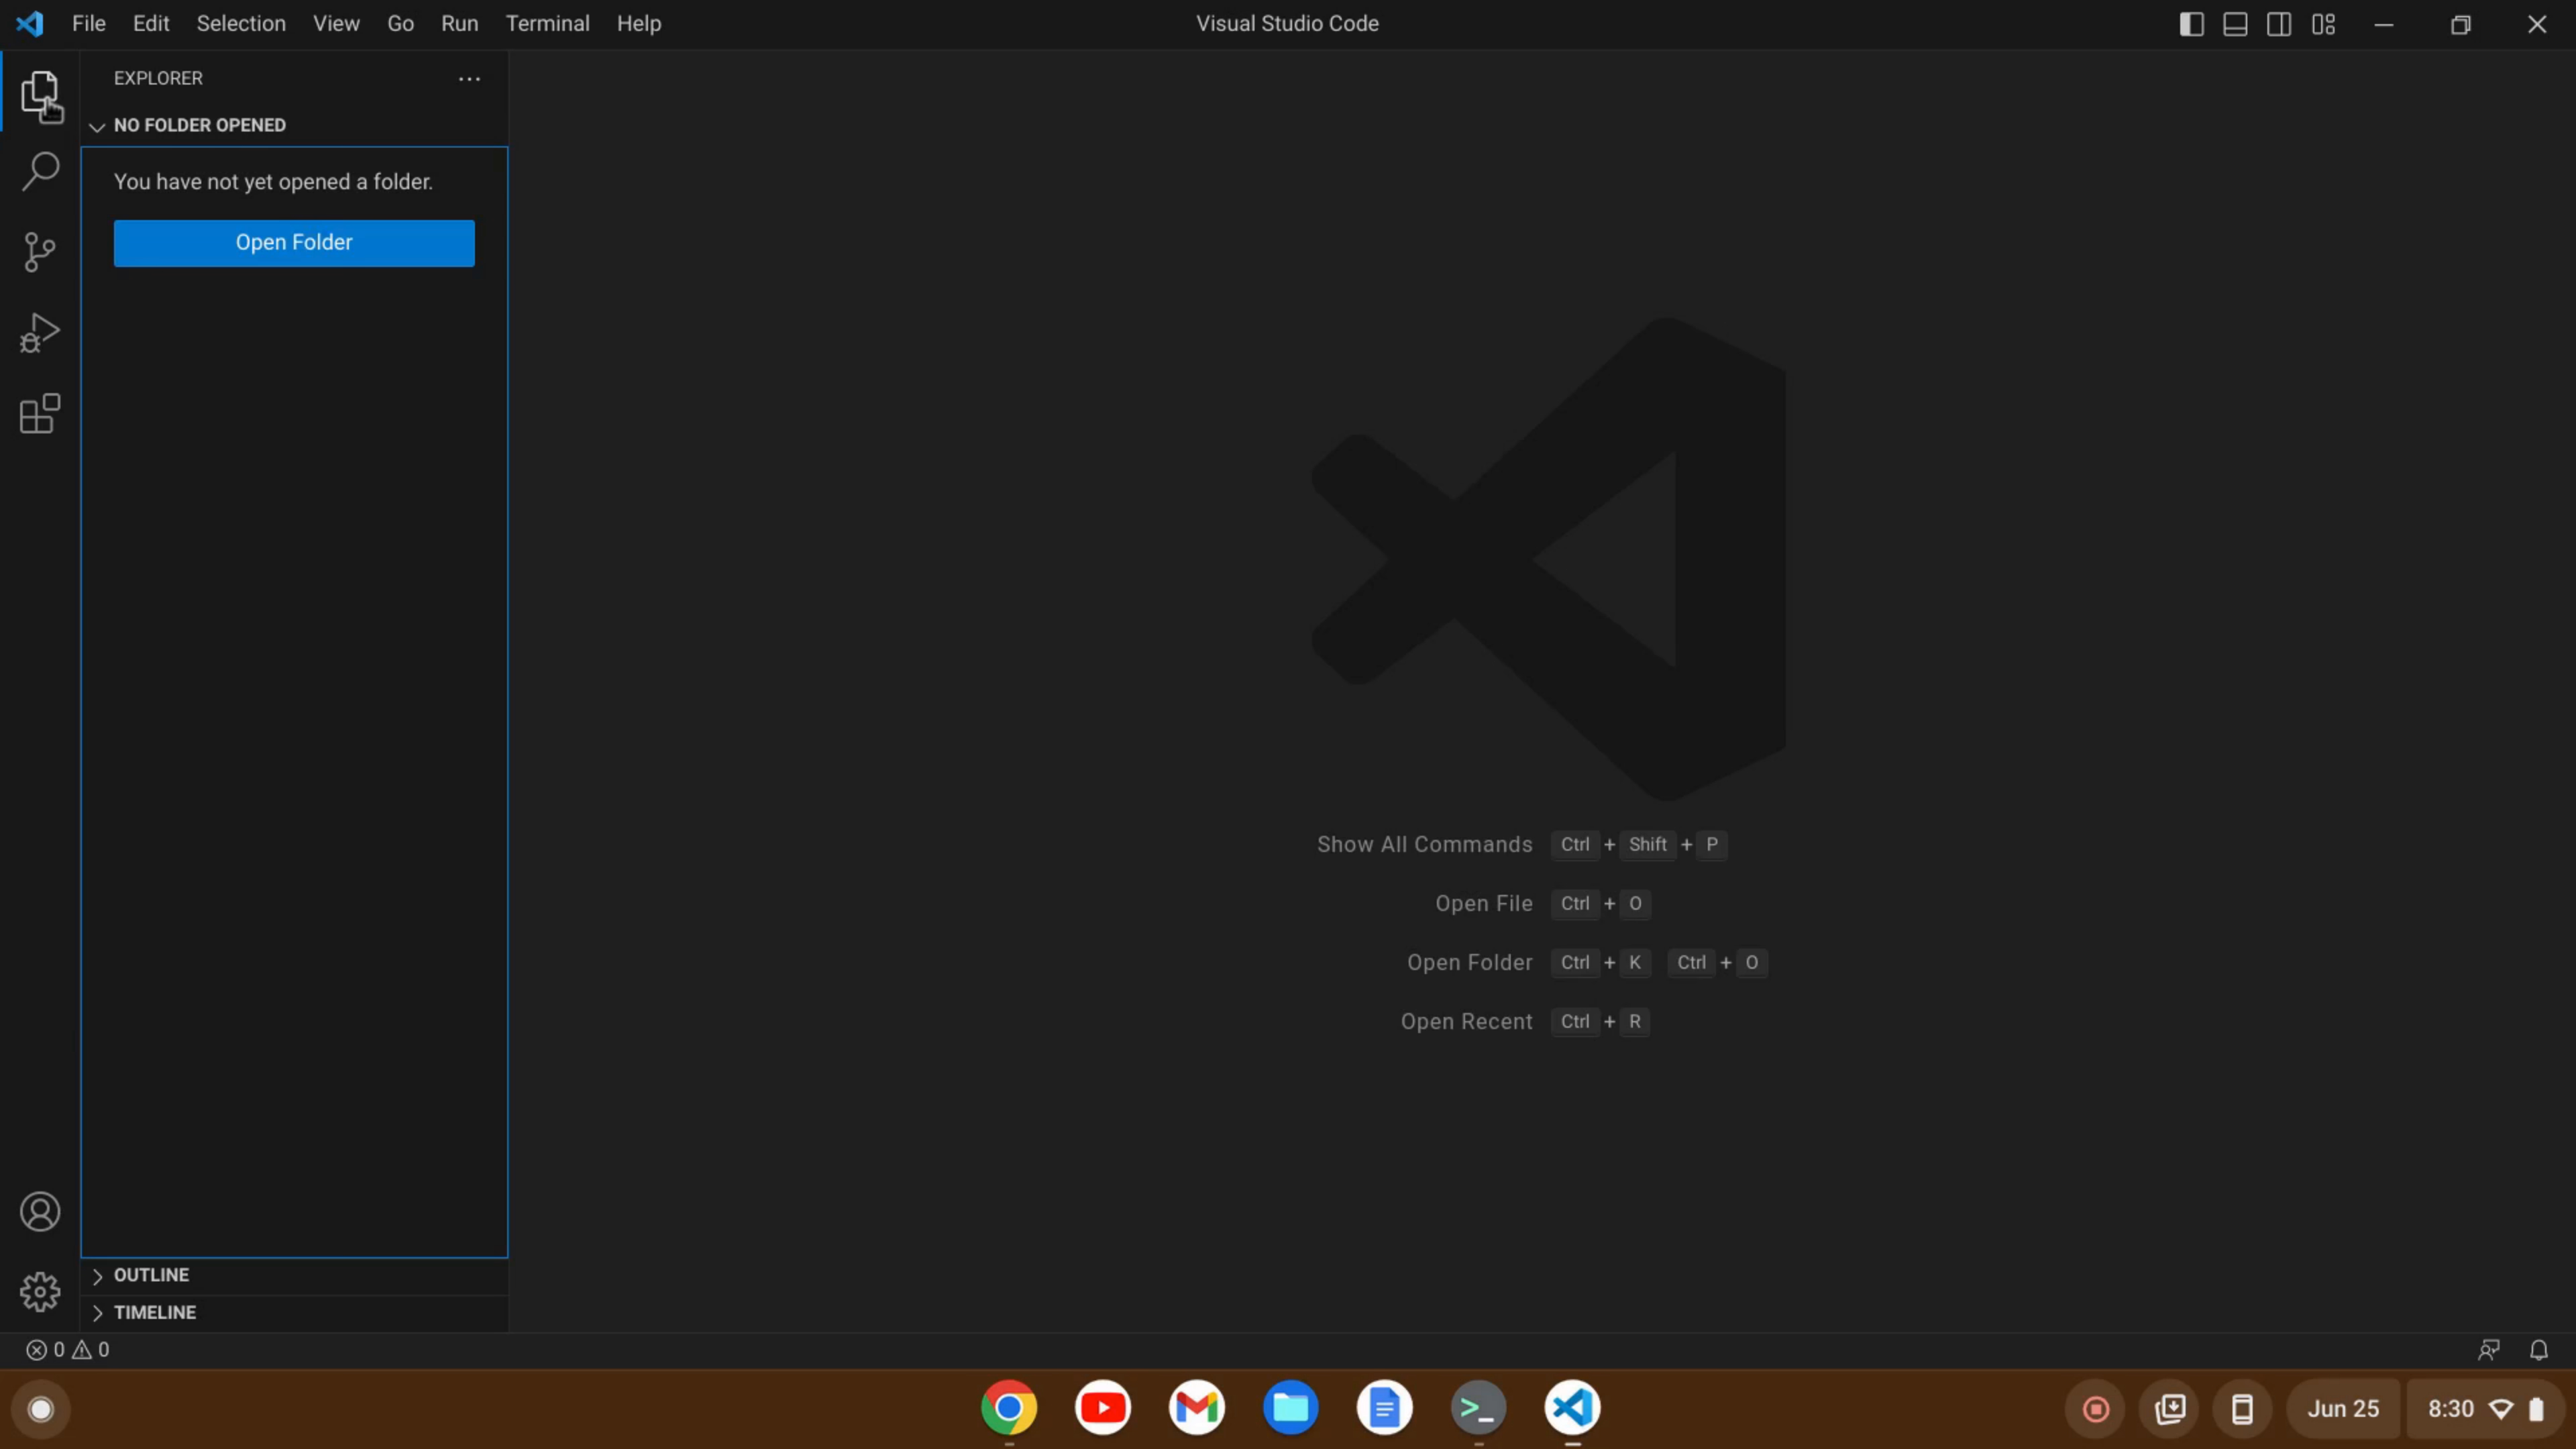 File Edit Selection View Go Run Terminal Help
Visual Studio Code
EXPLORER
NO FOLDER OPENED
You have not yet opened a folder.
Open Folder
Show All Commands Ctrl + Shift + P
Open File Ctrl + O
Open Folder Ctrl + K Ctrl + O
Open Recent Ctrl + R
OUTLINE
TIMELINE
0 0
Jun 25 8:30